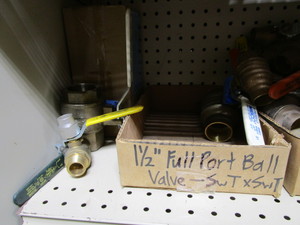 1½" Full Port Ball
Valve - SwT x SwT